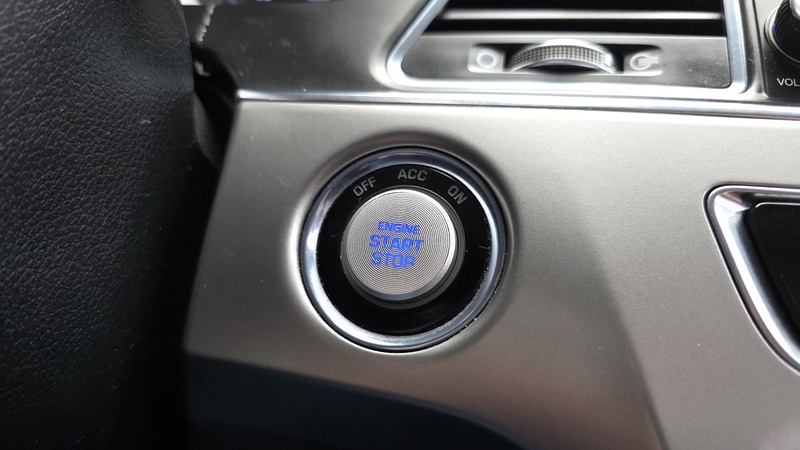 VOL
OFF ACC ON
ENGINE
START
STOP